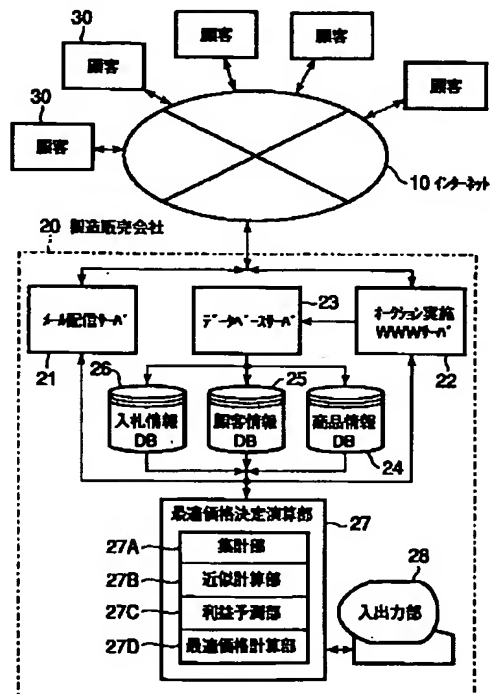 顧客
顧客
30
顧客
顧客
30
顧客
10 インターネット
20 製造販売会社
メール配信サーバ
21
データベースサーバ
23
オークション実施
WWWサーバ
22
26
入札情報
DB
25
顧客情報
DB
商品情報
DB
24
最適価格決定演算部
27
27A
集計部
27B
近似計算部
27C
利益予測部
27D
最適価格計算部
28
入出力部